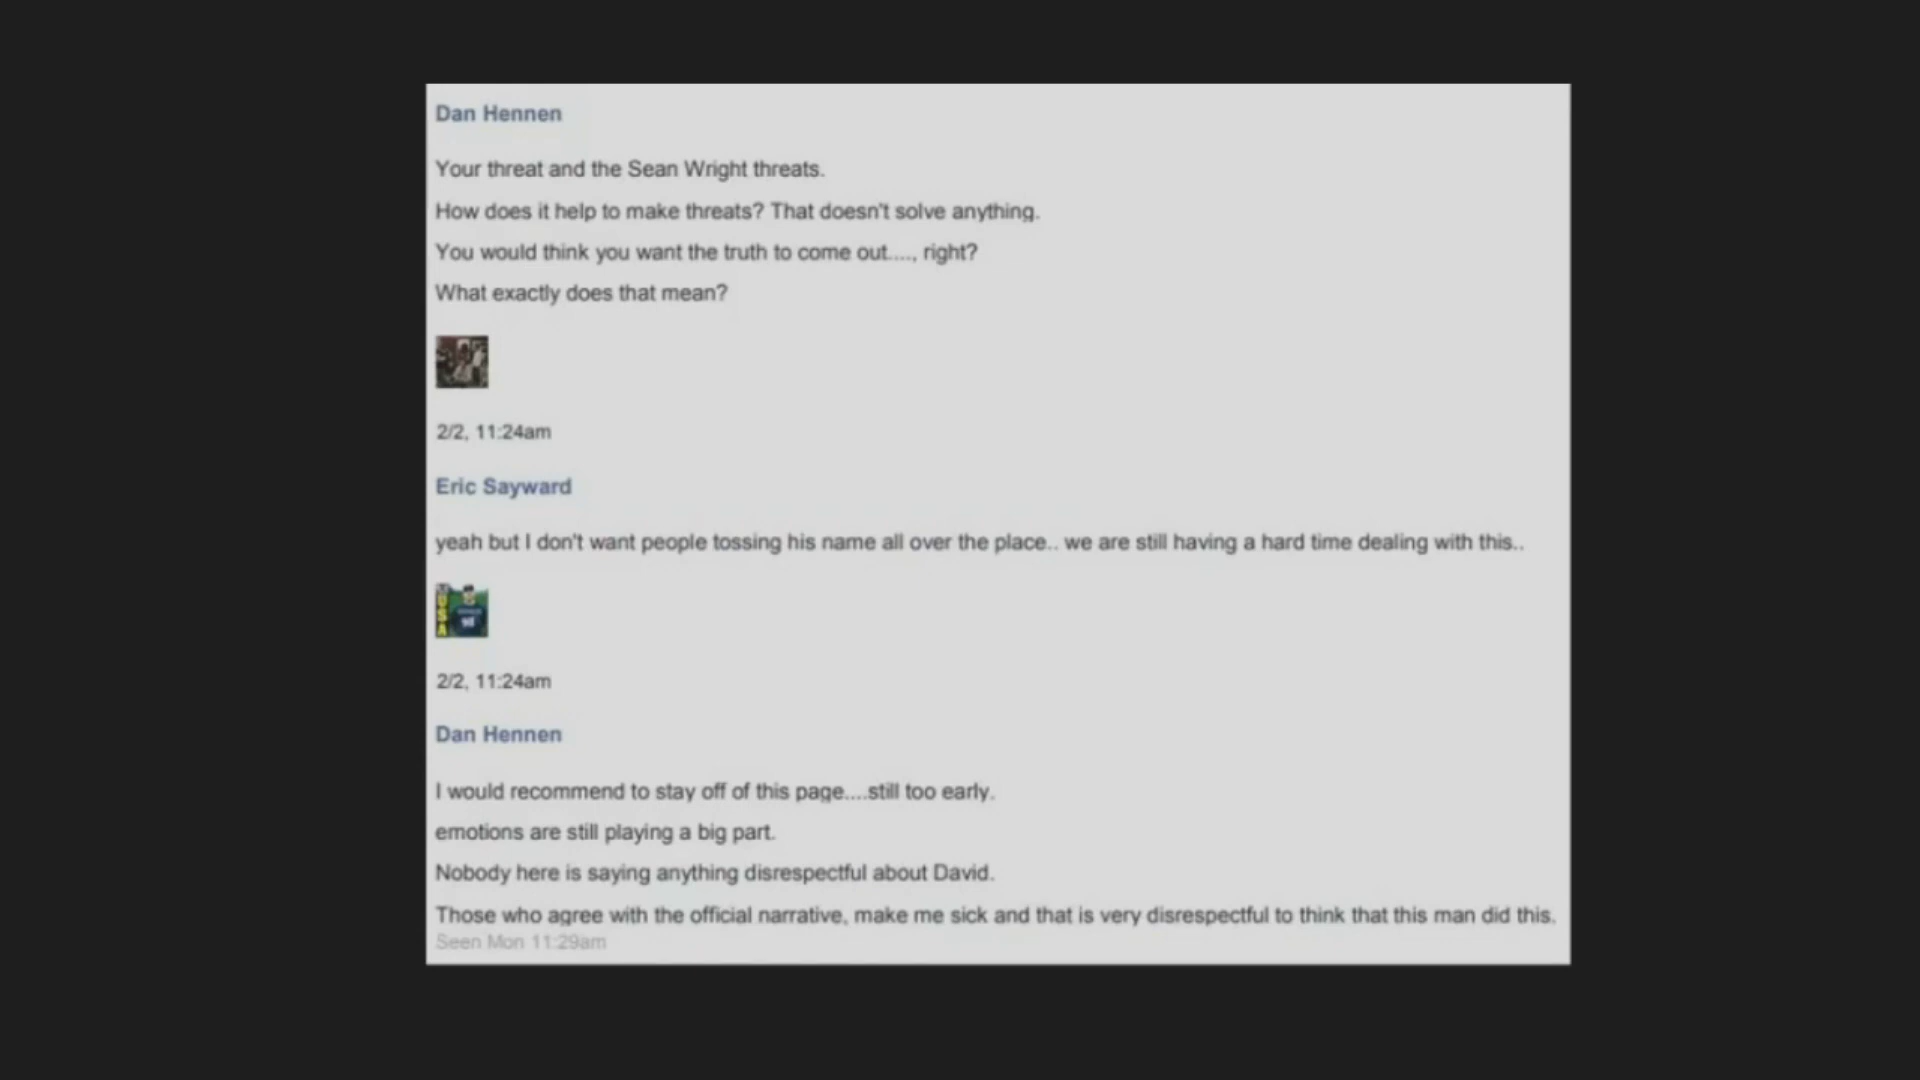 Dan Hennen
Your threat and the Sean Wright threats.
How does it help to make threats? That doesn't solve anything.
You would think you want the truth to come out...., right?
What exactly does that mean?
2/2, 11:24am
Eric Sayward
yeah but I don't want people tossing his name all over the place.. we are still having a hard time dealing with this..
USA
2/2, 11:24am
Dan Hennen
I would recommend to stay off of this page....still too early.
emotions are still playing a big part.
Nobody here is saying anything disrespectful about David.
Those who agree with the official narrative, make me sick and that is very disrespectful to think that this man did this.
Seen Mon 11:29am